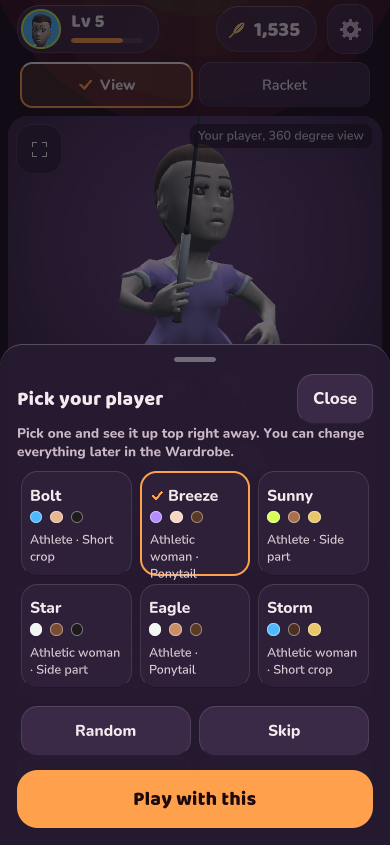 Lv 5
1,535
View
Racket
Your player, 360 degree view
Pick your player
Close
Pick one and see it up top right away. You can change
everything later in the Wardrobe.
Bolt
Athlete · Short
crop
Breeze
Athletic
woman ·
Ponytail
Sunny
Athlete · Side
part
Star
Athletic woman
· Side part
Eagle
Athlete ·
Ponytail
Storm
Athletic woman
· Short crop
Random
Skip
Play with this